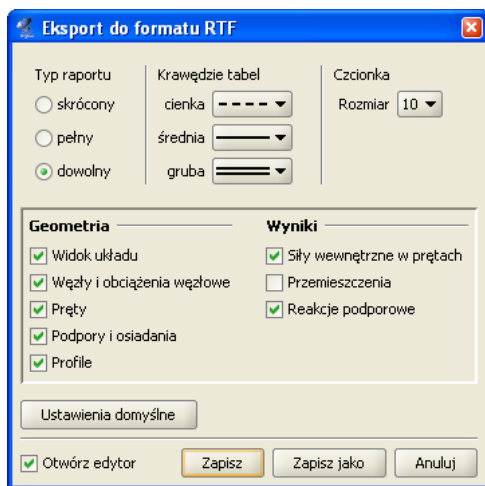 Eksport do formatu RTF
Typ raportu
skrócony
pełny
dowolny
Krawędzie tabel
cienka
średnia
gruba
Czcionka
Rozmiar 10
Geometria
Widok układu
Węzły i obciążenia węzłowe
Pręty
Podpory i osiadania
Profile
Wyniki
Siły wewnętrzne w prętach
Przemieszczenia
Reakcje podporowe
Ustawienia domyślne
Otwórz edytor
Zapisz
Zapisz jako
Anuluj